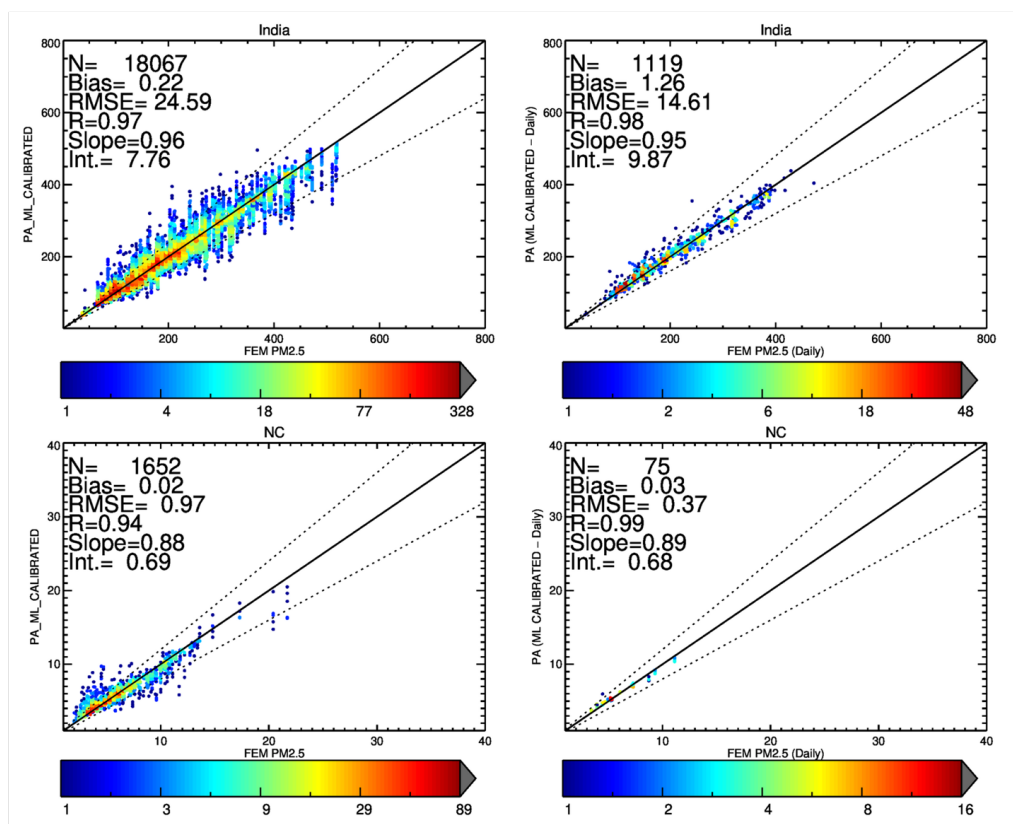 India
800
600
400
200
PA_ML_CALIBRATED
N= 18067
Bias= 0.22
RMSE= 24.59
R=0.97
Slope=0.96
Int.= 7.76
200 400 600 800
FEM PM2.5
1 4 18 77 328
India
800
600
400
200
PA (ML CALIBRATED – Daily)
N= 1119
Bias= 1.26
RMSE= 14.61
R=0.98
Slope=0.95
Int.= 9.87
200 400 600 800
FEM PM2.5 (Daily)
1 2 6 18 48
NC
40
30
20
10
PA_ML_CALIBRATED
N= 1652
Bias= 0.02
RMSE= 0.97
R=0.94
Slope=0.88
Int.= 0.69
10 20 30 40
FEM PM2.5
1 3 9 29 89
NC
40
30
20
10
PA (ML CALIBRATED – Daily)
N= 75
Bias= 0.03
RMSE= 0.37
R=0.99
Slope=0.89
Int.= 0.68
10 20 30 40
FEM PM2.5 (Daily)
1 2 4 8 16